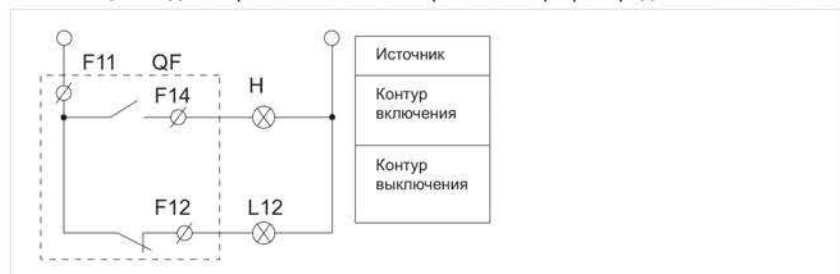 F11 QF
F14 H
F12 L12
Источник
Контур
включения
Контур
выключения